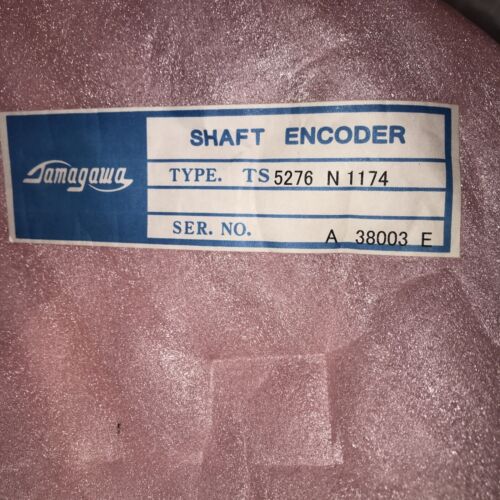 Tamagawa
SHAFT ENCODER
TYPE. TS 5276 N 1174
SER. NO. A 38003 E